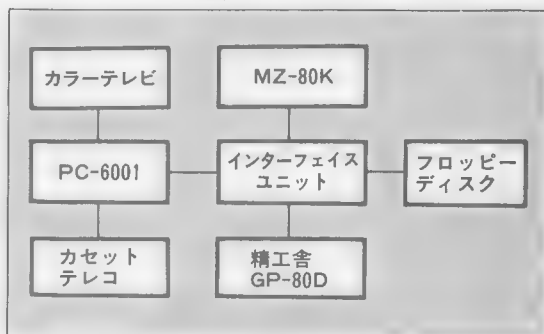 カラーテレビ
MZ-80K
PC-6001
インターフェイス
ユニット
フロッピー
ディスク
カセット
テレコ
精工舎
GP-80D